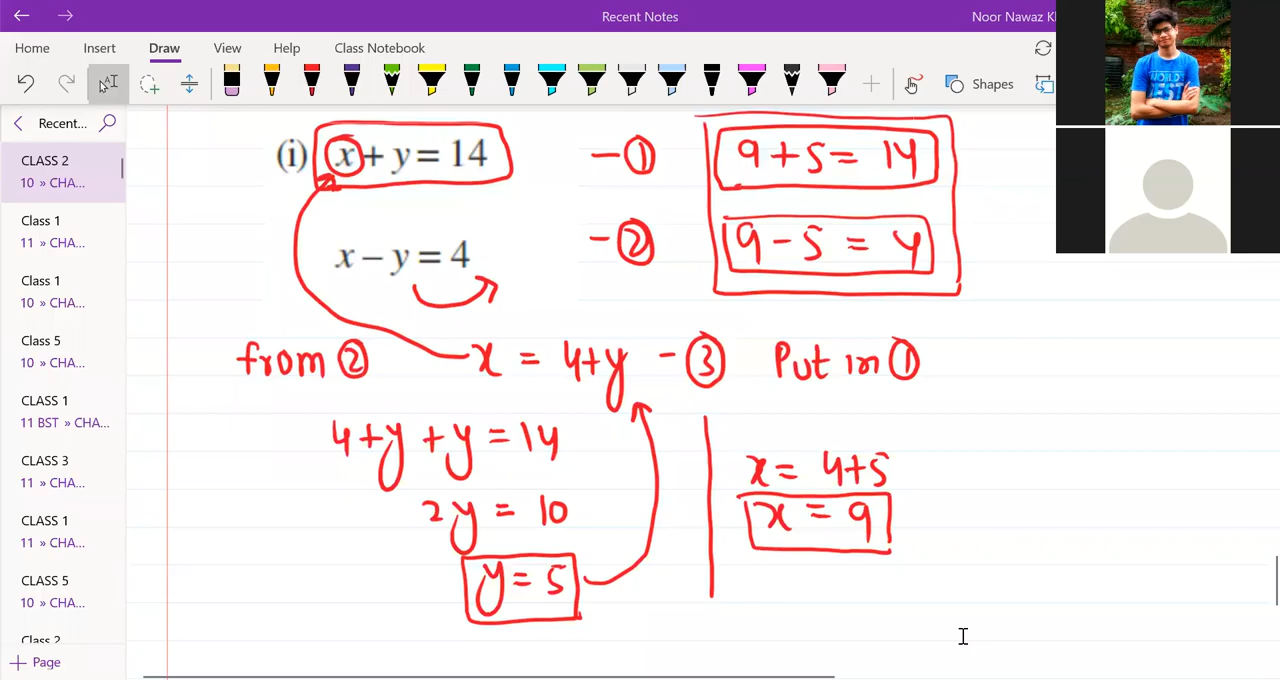 Recent Notes
Noor Nawaz K
Home Insert Draw View Help Class Notebook
Shapes
Recent...
CLASS 2
10 » CHA...
Class 1
11 » CHA...
Class 1
10 » CHA...
Class 5
10 » CHA...
CLASS 1
11 BST » CHA...
CLASS 3
11 » CHA...
CLASS 1
11 » CHA...
CLASS 5
10 » CHA...
Class 2
+ Page
(i) x + y = 14 - ① 9 + 5 = 14
x - y = 4 - ② 9 - 5 = 4
from ② x = 4+y - ③ Put in ①
4+y +y = 14
2y = 10
y = 5
x = 4+5
x = 9